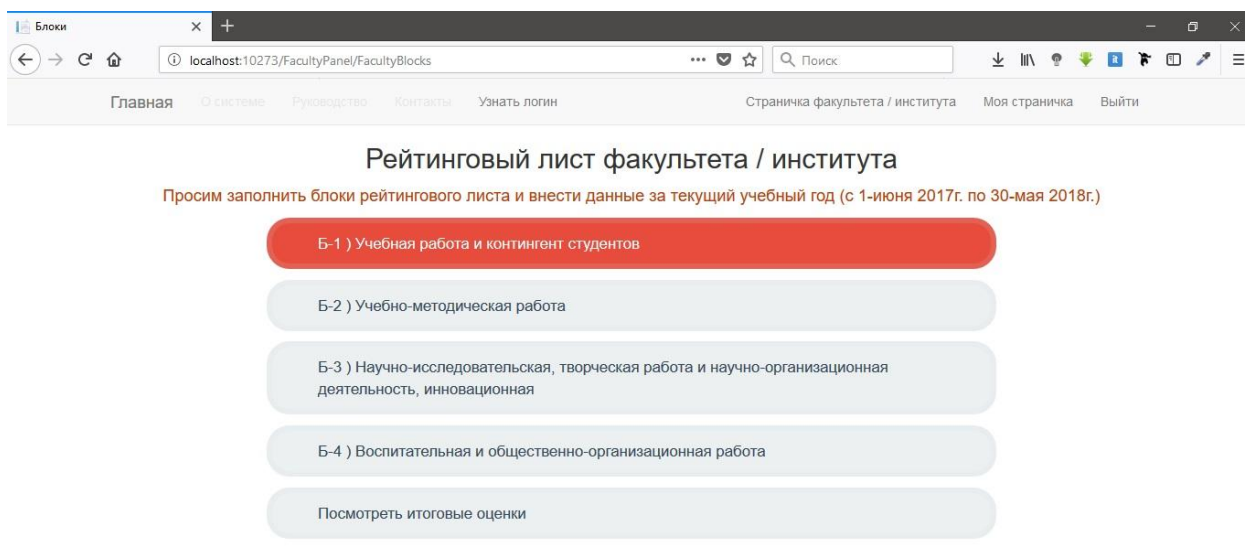 Блоки
localhost:10273/FacultyPanel/FacultyBlocks
Поиск
Главная О системе Руководство Контакты Узнать логин Страничка факультета / института Моя страничка Выйти
Рейтинговый лист факультета / института
Просим заполнить блоки рейтингового листа и внести данные за текущий учебный год (с 1-июня 2017г. по 30-мая 2018г.)
Б-1 ) Учебная работа и контингент студентов
Б-2 ) Учебно-методическая работа
Б-3 ) Научно-исследовательская, творческая работа и научно-организационная
деятельность, инновационная
Б-4 ) Воспитательная и общественно-организационная работа
Посмотреть итоговые оценки